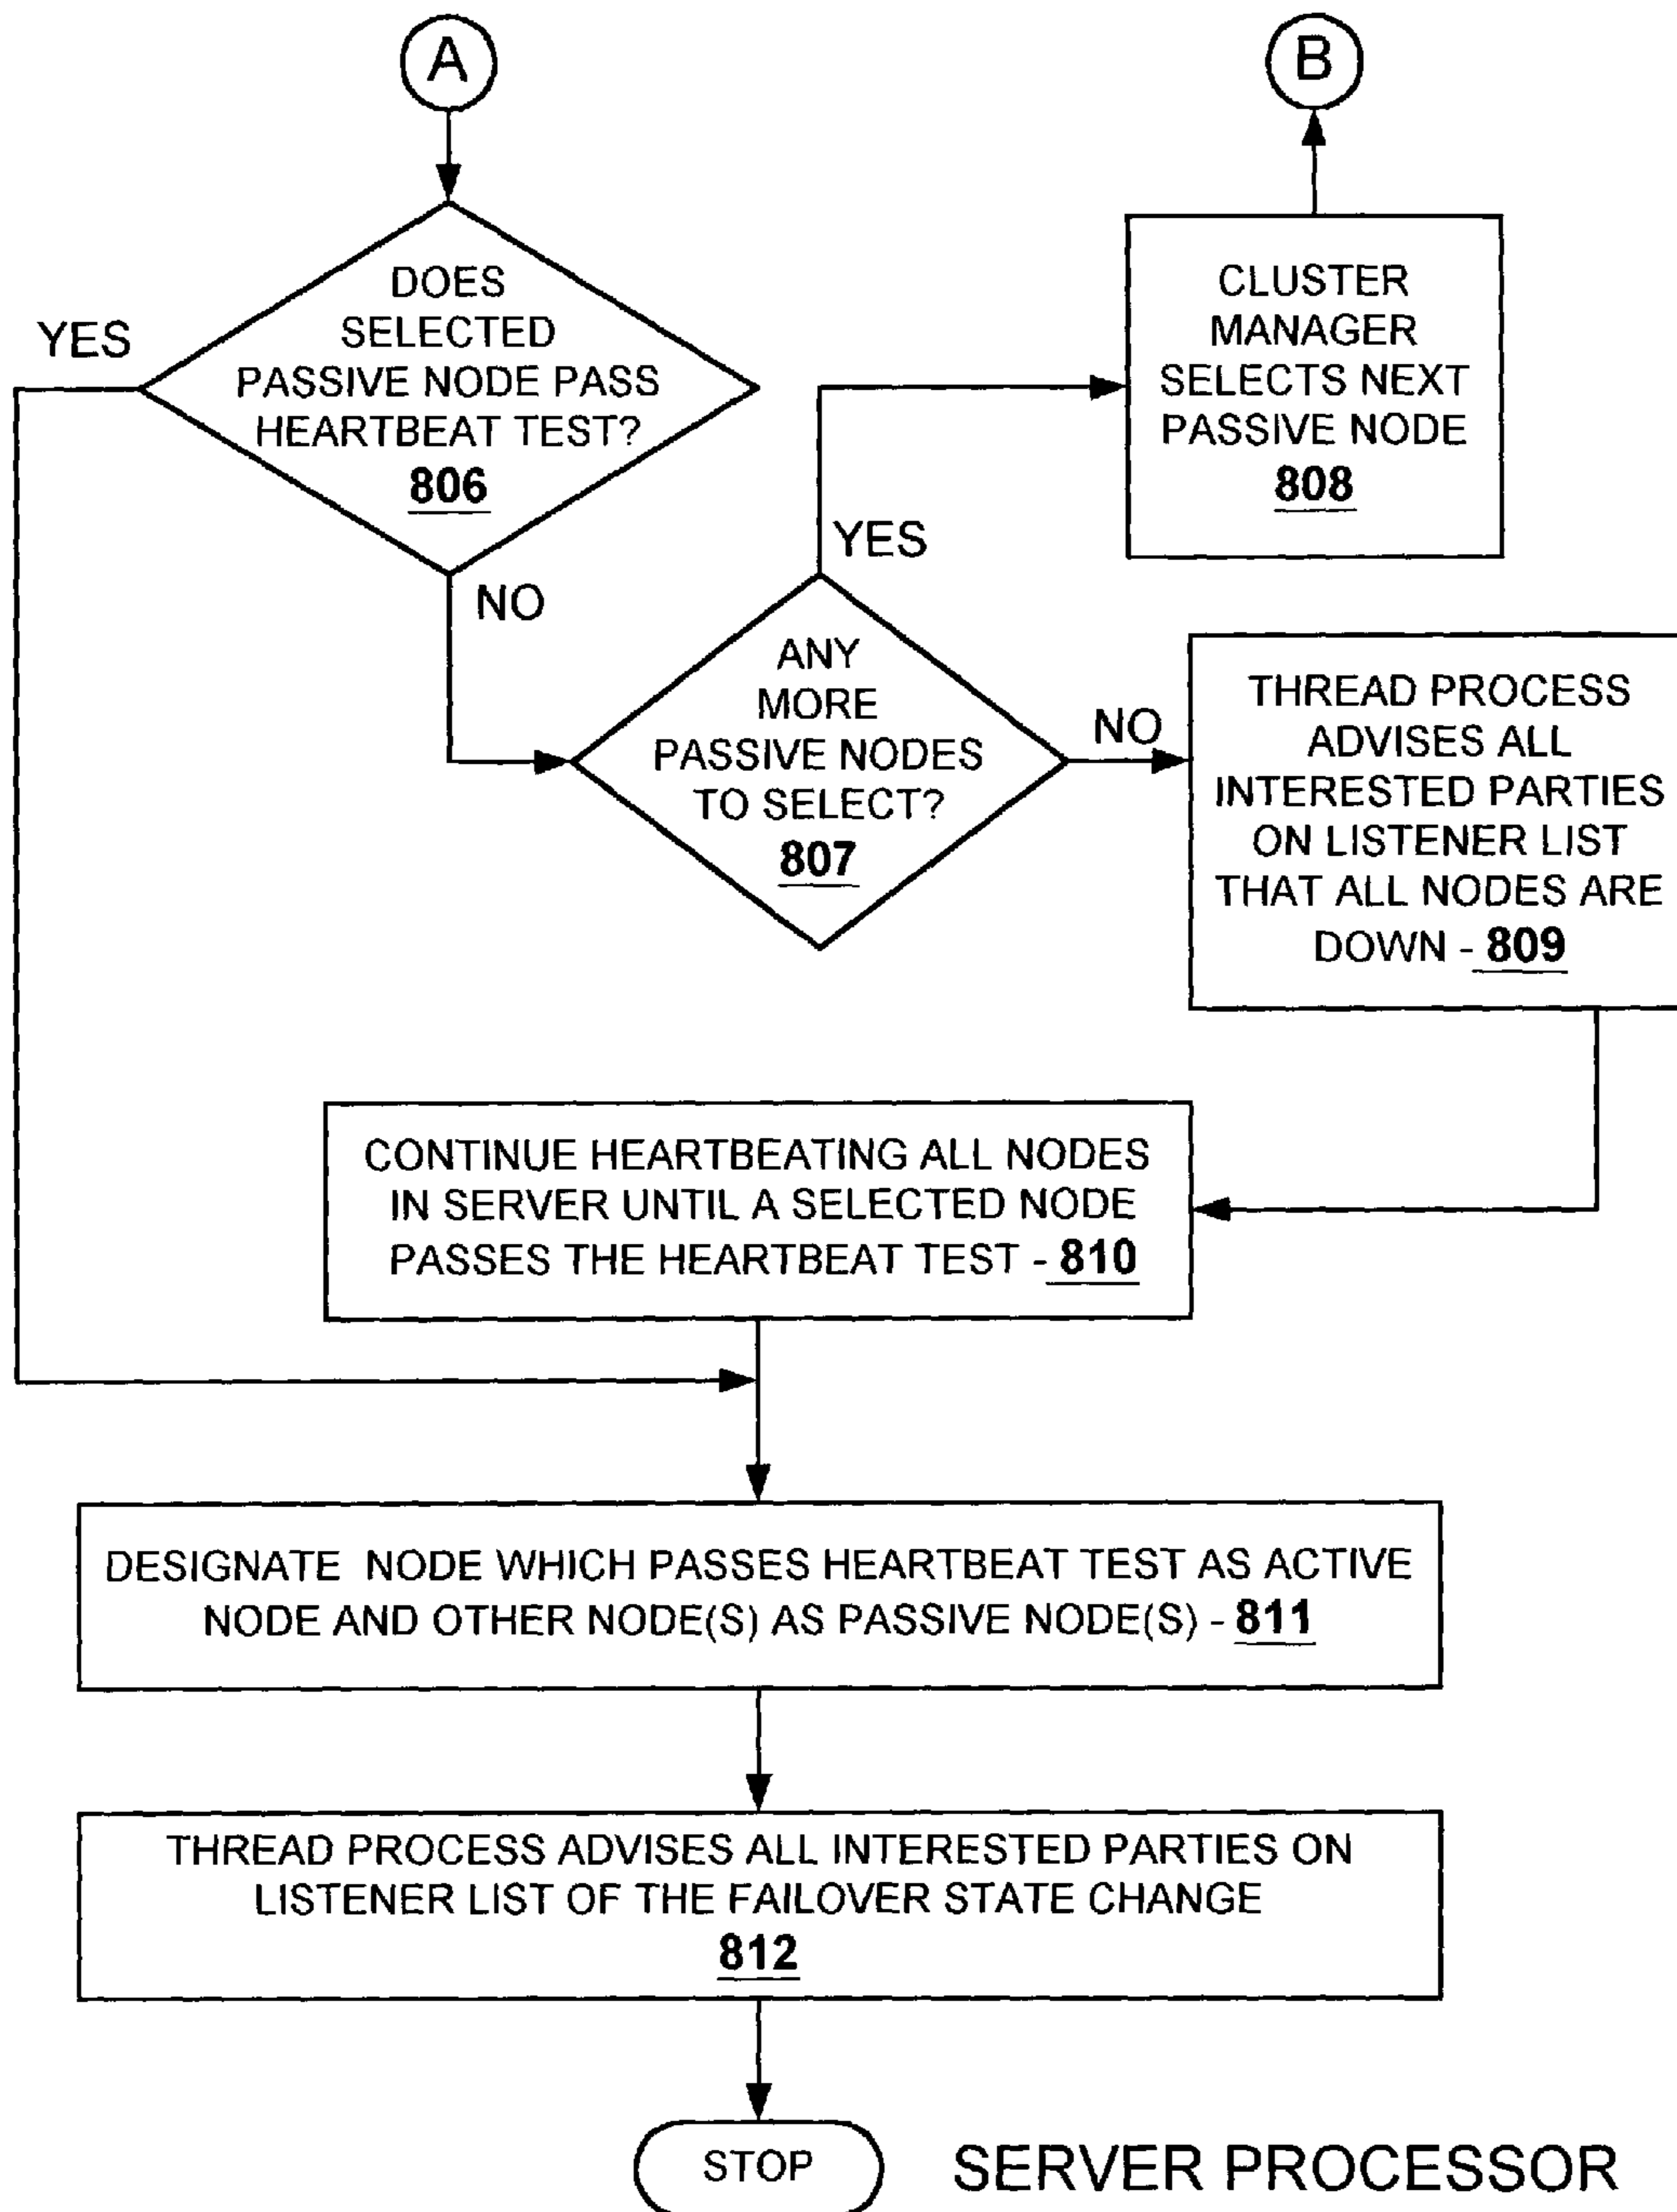 A
B
DOES
SELECTED
PASSIVE NODE PASS
HEARTBEAT TEST?
806
YES
NO
CLUSTER
MANAGER
SELECTS NEXT
PASSIVE NODE
808
YES
ANY
MORE
PASSIVE NODES
TO SELECT?
807
NO
THREAD PROCESS
ADVISES ALL
INTERESTED PARTIES
ON LISTENER LIST
THAT ALL NODES ARE
DOWN - 809
CONTINUE HEARTBEATING ALL NODES
IN SERVER UNTIL A SELECTED NODE
PASSES THE HEARTBEAT TEST - 810
DESIGNATE NODE WHICH PASSES HEARTBEAT TEST AS ACTIVE
NODE AND OTHER NODE(S) AS PASSIVE NODE(S) - 811
THREAD PROCESS ADVISES ALL INTERESTED PARTIES ON
LISTENER LIST OF THE FAILOVER STATE CHANGE
812
STOP
SERVER PROCESSOR